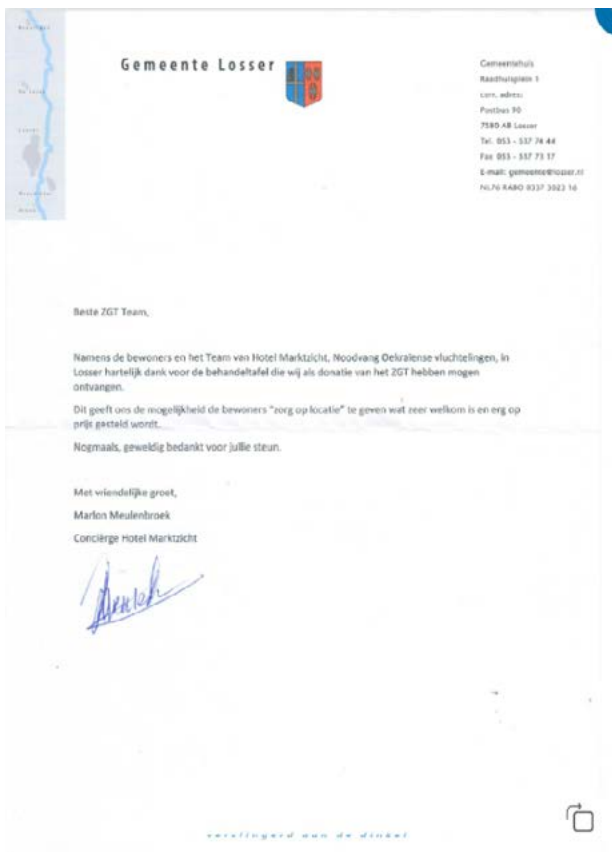 Gemeente Losser
Gemeentehuis
Raadhuisplein 1
corr. adres:
Postbus 90
7580 AB Losser
Tel. 053 - 537 74 44
Fax 053 - 537 73 37
E-mail: gemeente@losser.nl
Beste ZGT Team,
Namens de bewoners en het Team van Hotel Marktzicht, Noodvang Oekraïense vluchtelingen, in
Losser hartelijk dank voor de behandeltafel die wij als donatie van het ZGT hebben mogen
ontvangen.
Dit geeft ons de mogelijkheid de bewoners "zorg op locatie" te geven wat zeer welkom is en erg op
prijs gesteld wordt.
Nogmaals, geweldig bedankt voor jullie steun.
Met vriendelijke groet,
Marlon Meulenbroek
Conciërge Hotel Marktzicht
verslingerd aan de dinkel